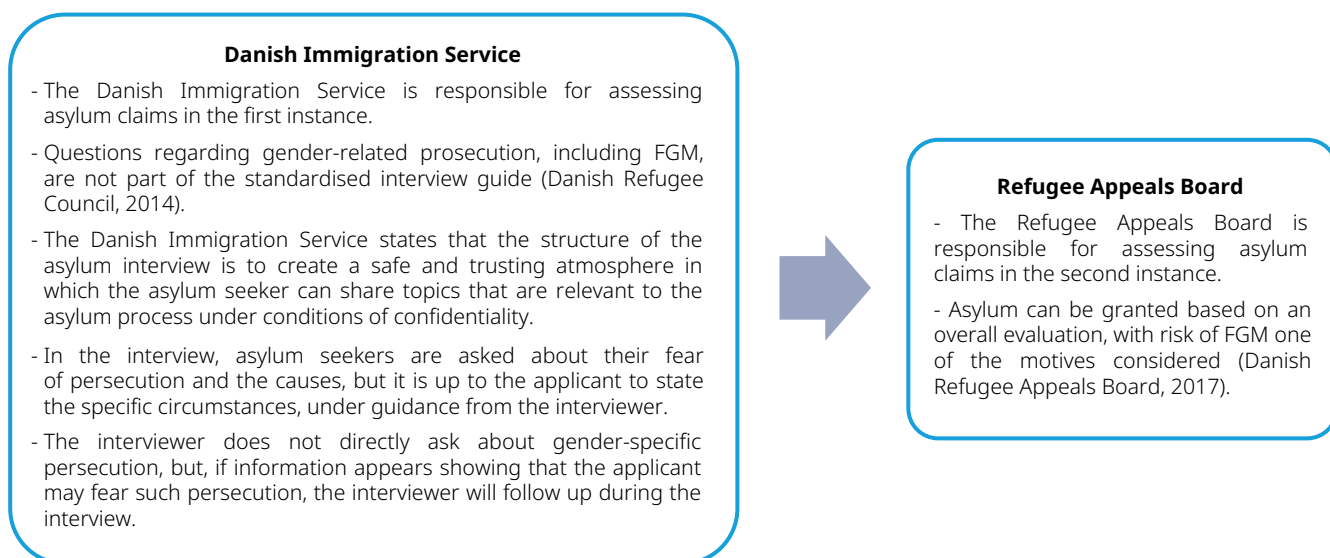 Danish Immigration Service
- The Danish Immigration Service is responsible for assessing
asylum claims in the first instance.
- Questions regarding gender-related prosecution, including FGM,
are not part of the standardised interview guide (Danish Refugee
Council, 2014).
- The Danish Immigration Service states that the structure of the
asylum interview is to create a safe and trusting atmosphere in
which the asylum seeker can share topics that are relevant to the
asylum process under conditions of confidentiality.
- In the interview, asylum seekers are asked about their fear
of persecution and the causes, but it is up to the applicant to state
the specific circumstances, under guidance from the interviewer.
- The interviewer does not directly ask about gender-specific
persecution, but, if information appears showing that the applicant
may fear such persecution, the interviewer will follow up during the
interview.
Refugee Appeals Board
- The Refugee Appeals Board is
responsible for assessing asylum
claims in the second instance.
- Asylum can be granted based on an
overall evaluation, with risk of FGM one
of the motives considered (Danish
Refugee Appeals Board, 2017).